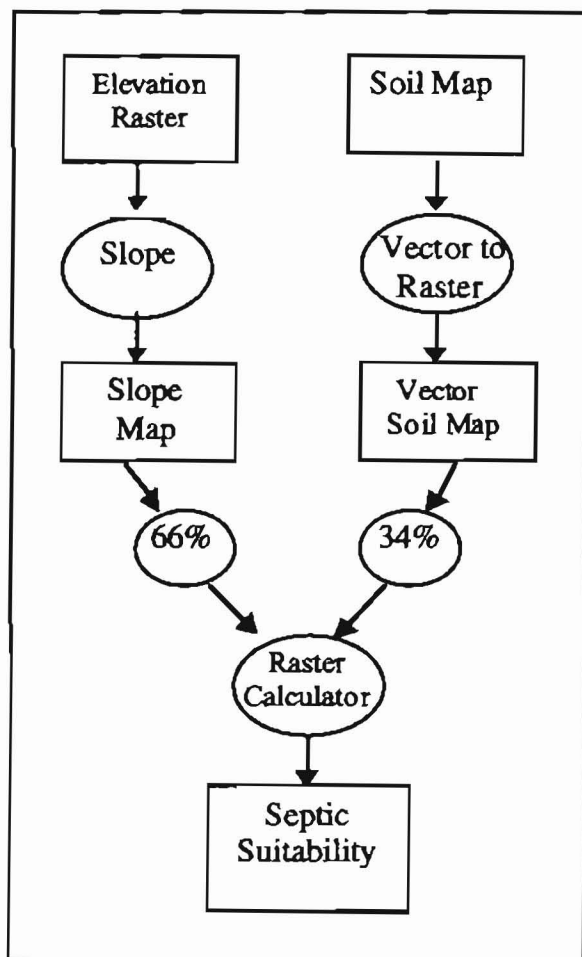 Elevation
Raster
Soil Map
Slope
Vector to
Raster
Slope
Map
Vector
Soil Map
66%
34%
Raster
Calculator
Septic
Suitability